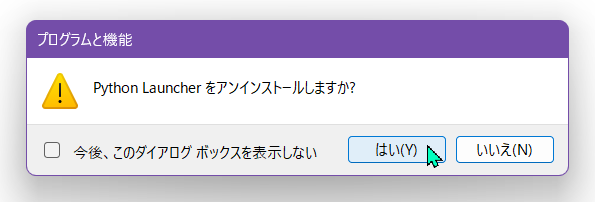 プログラムと機能
Python Launcher をアンインストールしますか?
今後、このダイアログ ボックスを表示しない
はい(Y)
いいえ(N)